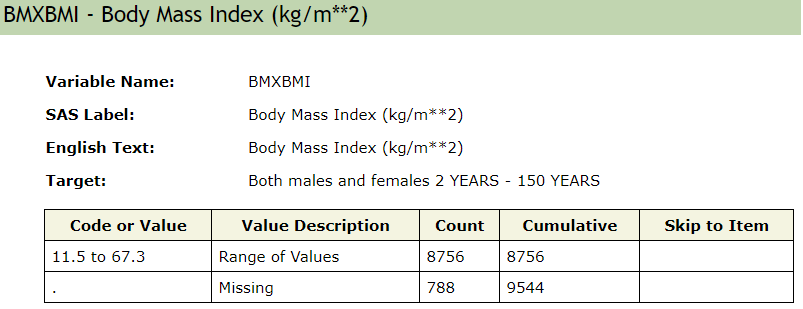 BMXBMI - Body Mass Index (kg/m**2)
Variable Name: BMXBMI
SAS Label: Body Mass Index (kg/m**2)
English Text: Body Mass Index (kg/m**2)
Target: Both males and females 2 YEARS - 150 YEARS
Code or Value Value Description Count Cumulative Skip to Item
11.5 to 67.3 Range of Values 8756 8756
. Missing 788 9544